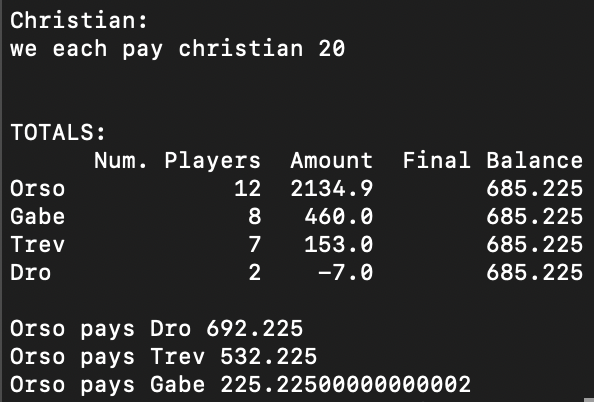 Christian:
we each pay christian 20
TOTALS:
Num. Players Amount Final Balance
Orso 12 2134.9 685.225
Gabe 8 460.0 685.225
Trev 7 153.0 685.225
Dro 2 -7.0 685.225
Orso pays Dro 692.225
Orso pays Trev 532.225
Orso pays Gabe 225.22500000000002